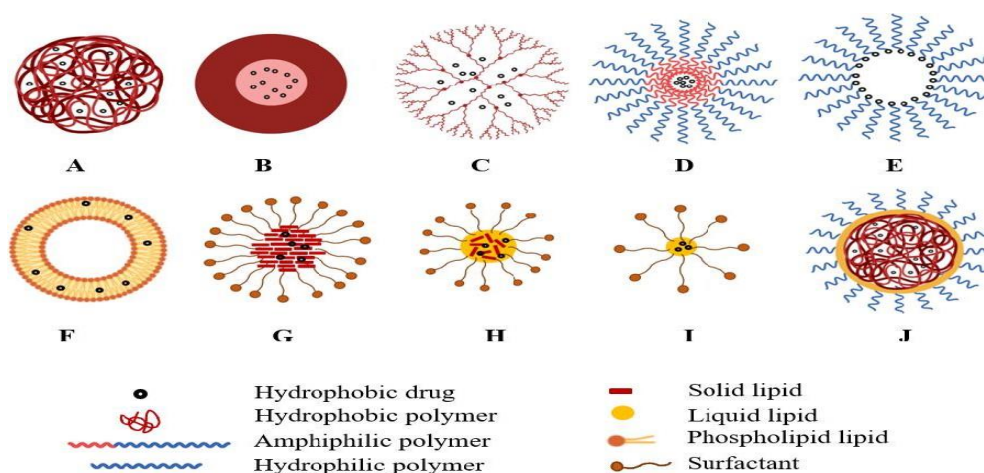 A B C D E
F G H I J
Hydrophobic drug
Hydrophobic polymer
Amphiphilic polymer
Hydrophilic polymer
Solid lipid
Liquid lipid
Phospholipid lipid
Surfactant